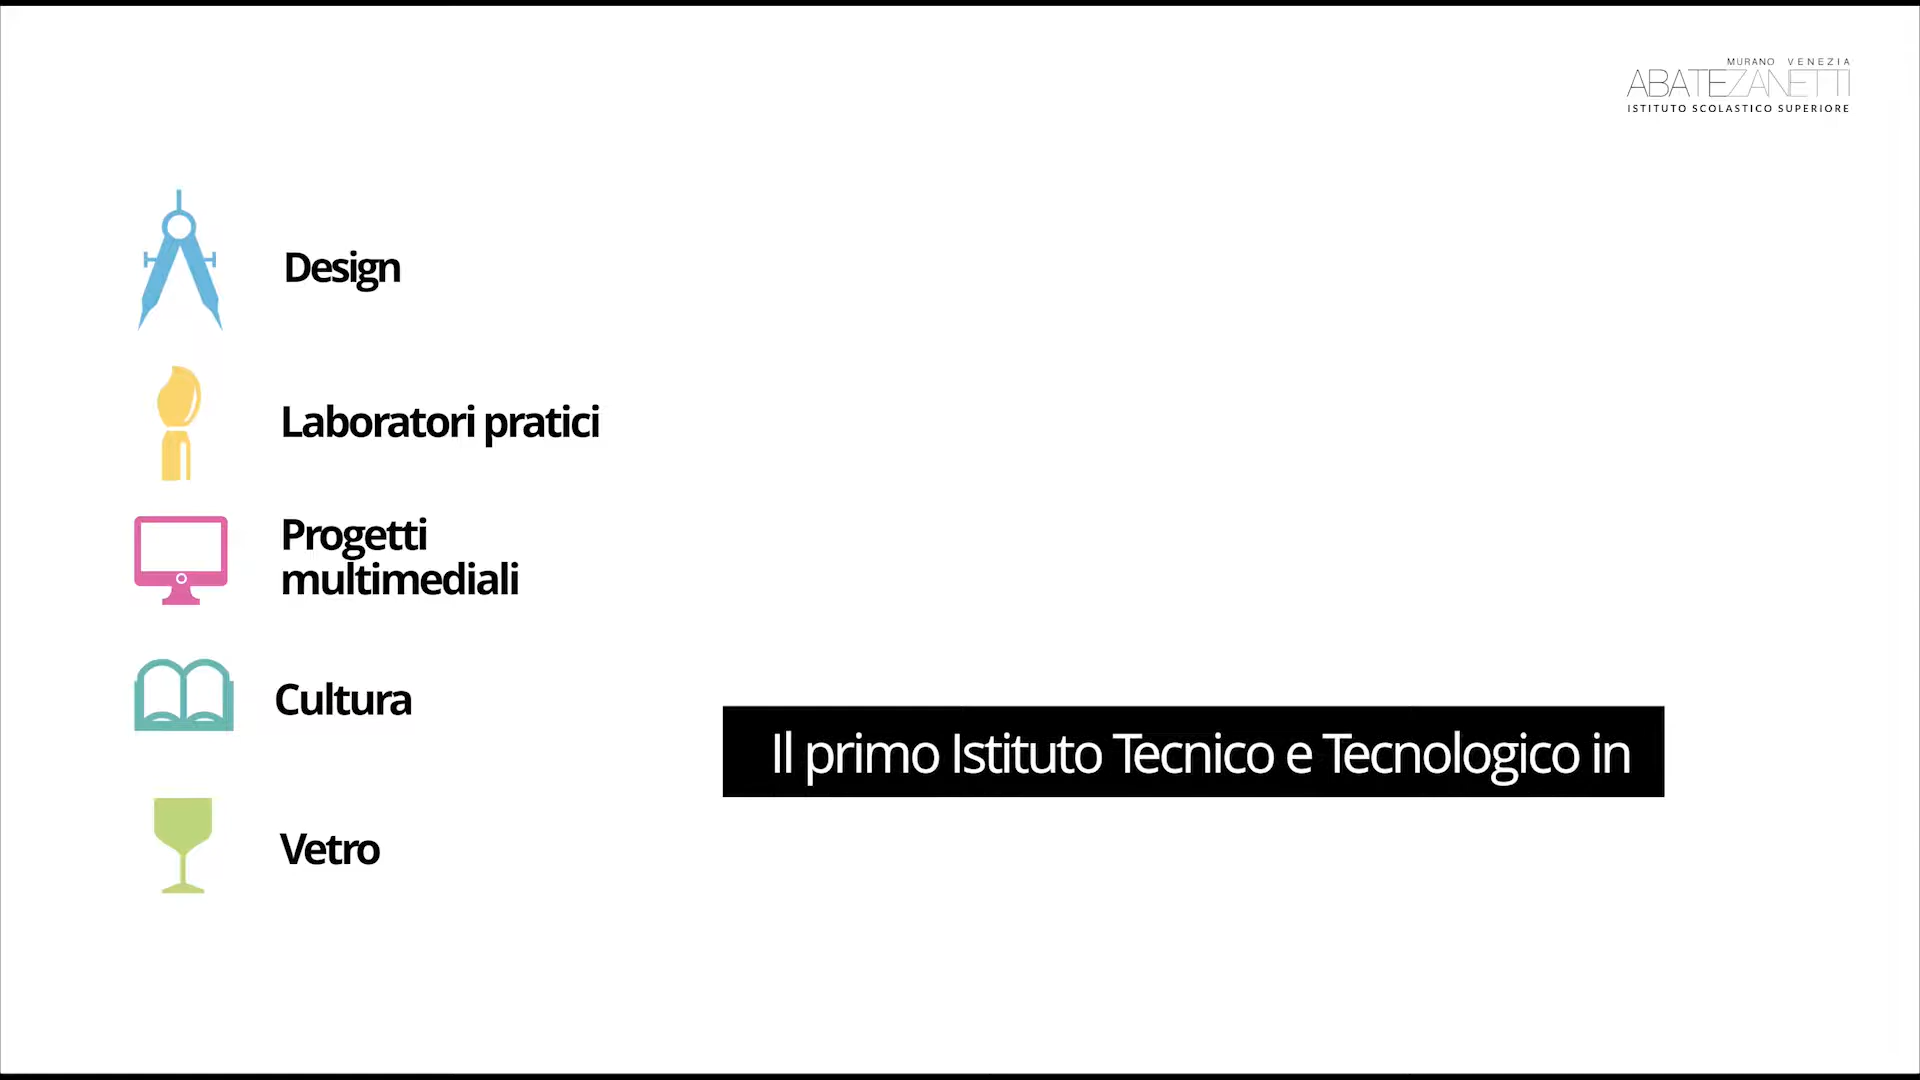 MURANO VENEZIA
ABATEZANETTI
ISTITUTO SCOLASTICO SUPERIORE
Design
Laboratori pratici
Progetti
multimediali
Cultura
Il primo Istituto Tecnico e Tecnologico in
Vetro